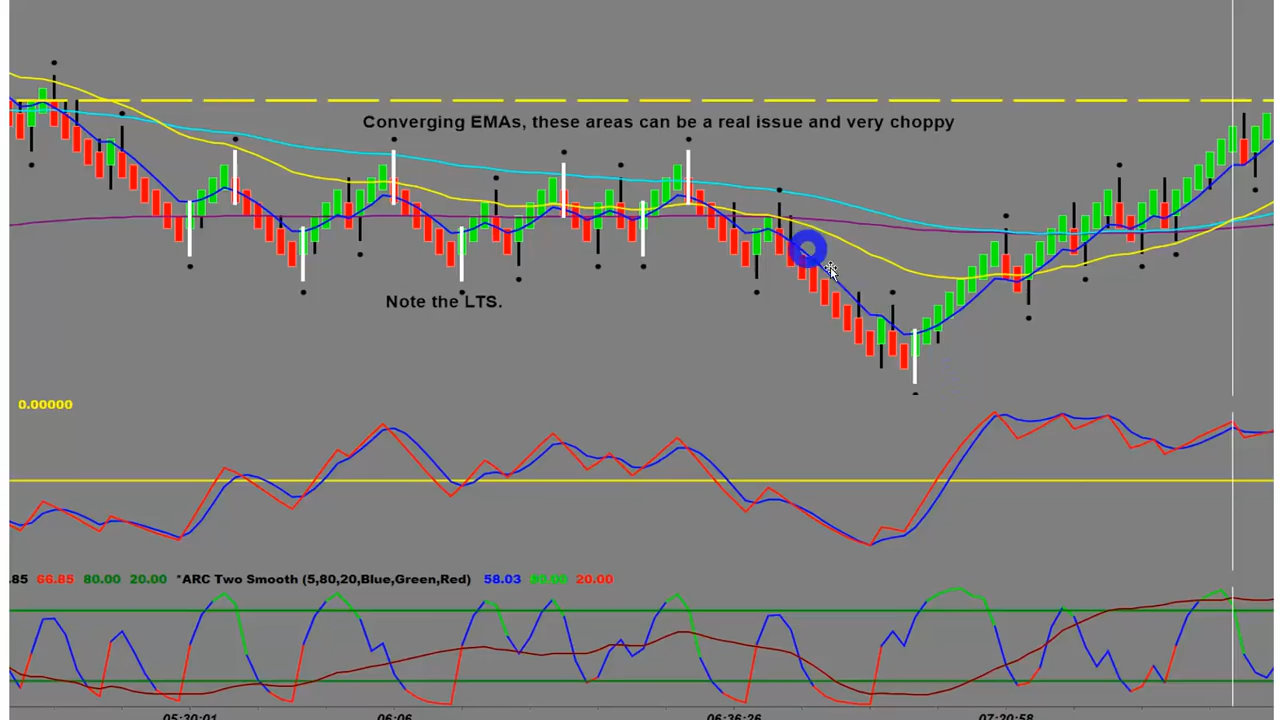 Converging EMAs, these areas can be a real issue and very choppy
Note the LTS.
0.00000
.85 66.85 80.00 20.00 *ARC Two Smooth (5,80,20,Blue,Green,Red) 58.03 20.00
05:30:01 06:06 06:36:26 07:20:58